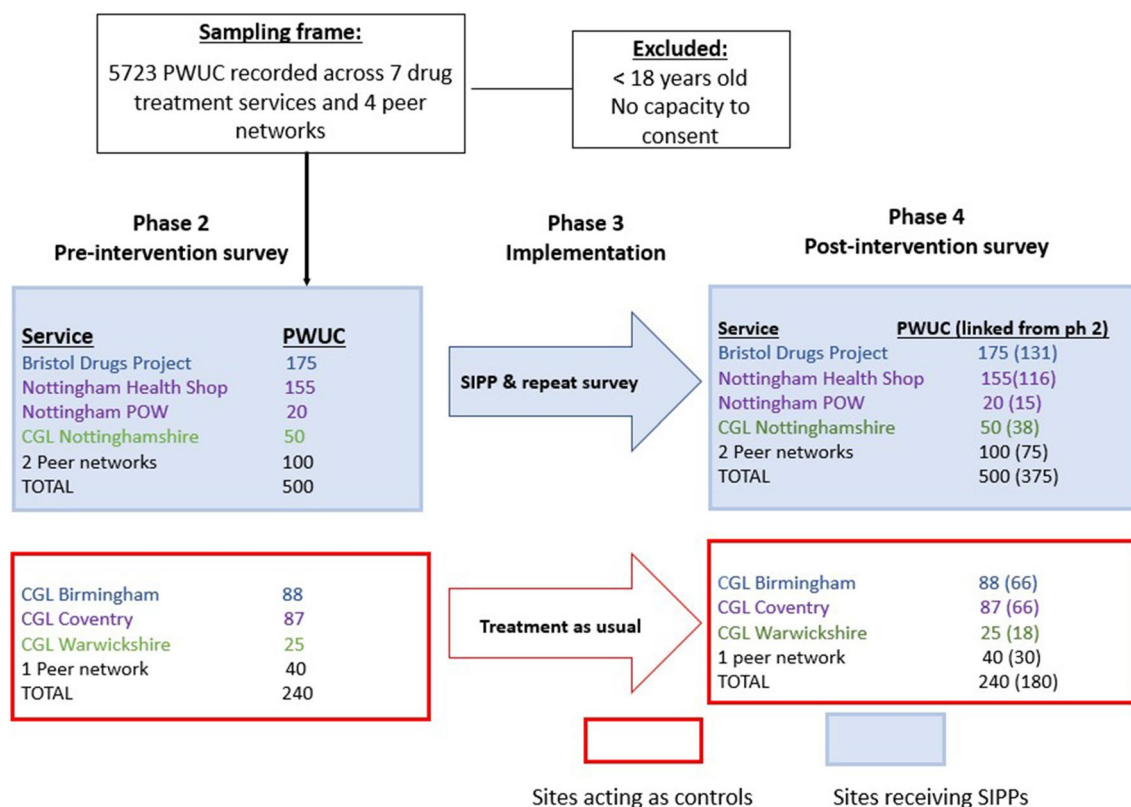 Sampling frame:
5723 PWUC recorded across 7 drug
treatment services and 4 peer
networks
Excluded:
< 18 years old
No capacity to
consent
Phase 2
Pre-intervention survey
Phase 3
Implementation
Phase 4
Post-intervention survey
Service PWUC
Bristol Drugs Project 175
Nottingham Health Shop 155
Nottingham POW 20
CGL Nottinghamshire 50
2 Peer networks 100
TOTAL 500
SIPP & repeat survey
Service PWUC (linked from ph 2)
Bristol Drugs Project 175 (131)
Nottingham Health Shop 155(116)
Nottingham POW 20 (15)
CGL Nottinghamshire 50 (38)
2 Peer networks 100 (75)
TOTAL 500 (375)
CGL Birmingham 88
CGL Coventry 87
CGL Warwickshire 25
1 Peer network 40
TOTAL 240
Treatment as usual
CGL Birmingham 88 (66)
CGL Coventry 87 (66)
CGL Warwickshire 25 (18)
1 peer network 40 (30)
TOTAL 240 (180)
Sites acting as controls
Sites receiving SIPPs